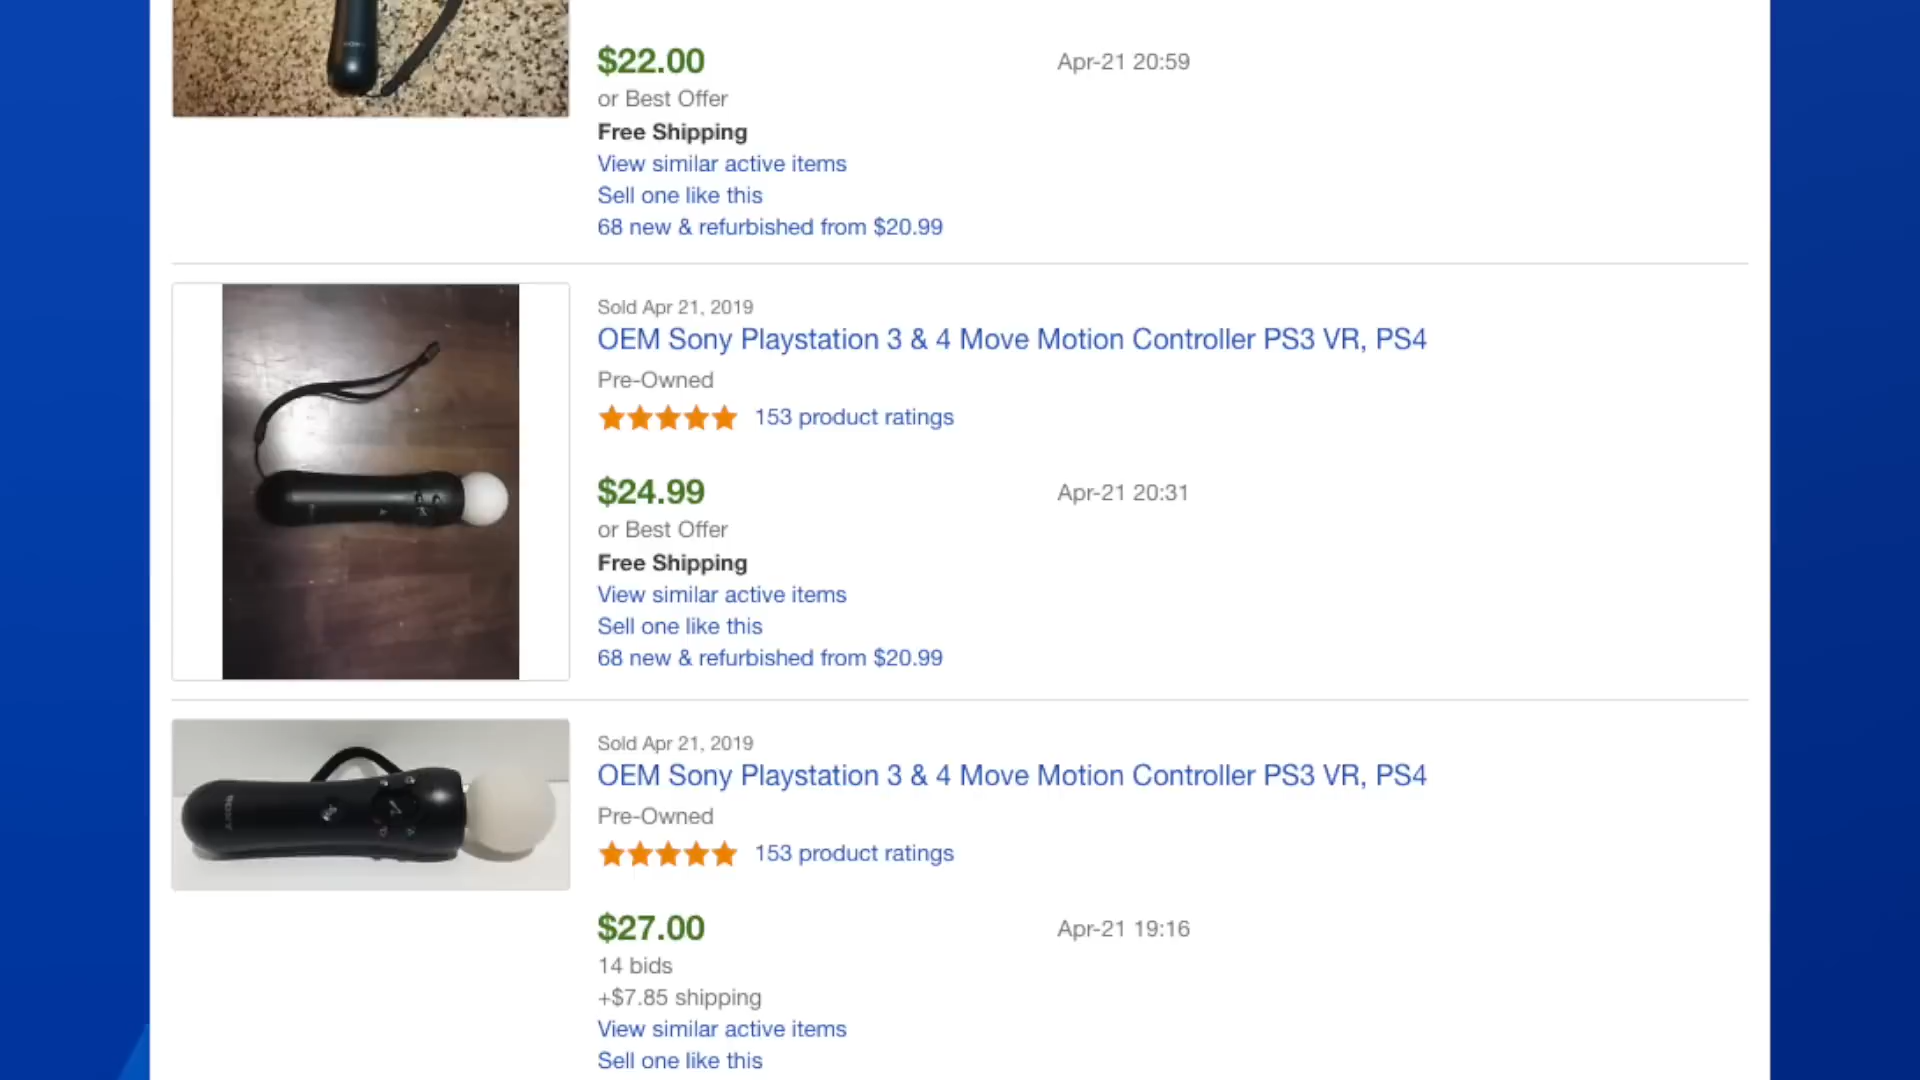 $22.00
Apr-21 20:59
or Best Offer
Free Shipping
View similar active items
Sell one like this
68 new & refurbished from $20.99
Sold Apr 21, 2019
OEM Sony Playstation 3 & 4 Move Motion Controller PS3 VR, PS4
Pre-Owned
153 product ratings
$24.99
Apr-21 20:31
or Best Offer
Free Shipping
View similar active items
Sell one like this
68 new & refurbished from $20.99
SONY
Sold Apr 21, 2019
OEM Sony Playstation 3 & 4 Move Motion Controller PS3 VR, PS4
Pre-Owned
153 product ratings
$27.00
Apr-21 19:16
14 bids
+$7.85 shipping
View similar active items
Sell one like this